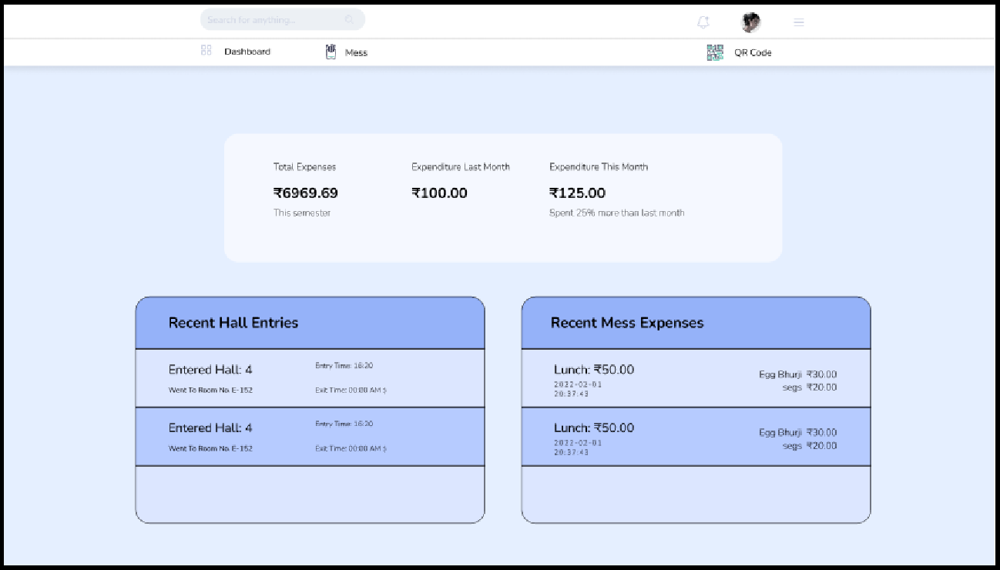 Search for anything...
Dashboard
Mess
QR Code
Total Expenses
₹6969.69
This semester
Expenditure Last Month
₹100.00
Expenditure This Month
₹125.00
Spent 25% more than last month
Recent Hall Entries
Entered Hall: 4
Entry Time: 16:20
Went To Room No. E-152
Exit Time: 00:00 AM :)
Entered Hall: 4
Entry Time: 16:20
Went To Room No. E-152
Exit Time: 00:00 AM :)
Recent Mess Expenses
Lunch: ₹50.00
2022-02-01
20:37:43
Egg Bhurji ₹30.00
segs ₹20.00
Lunch: ₹50.00
2022-02-01
20:37:43
Egg Bhurji ₹30.00
segs ₹20.00